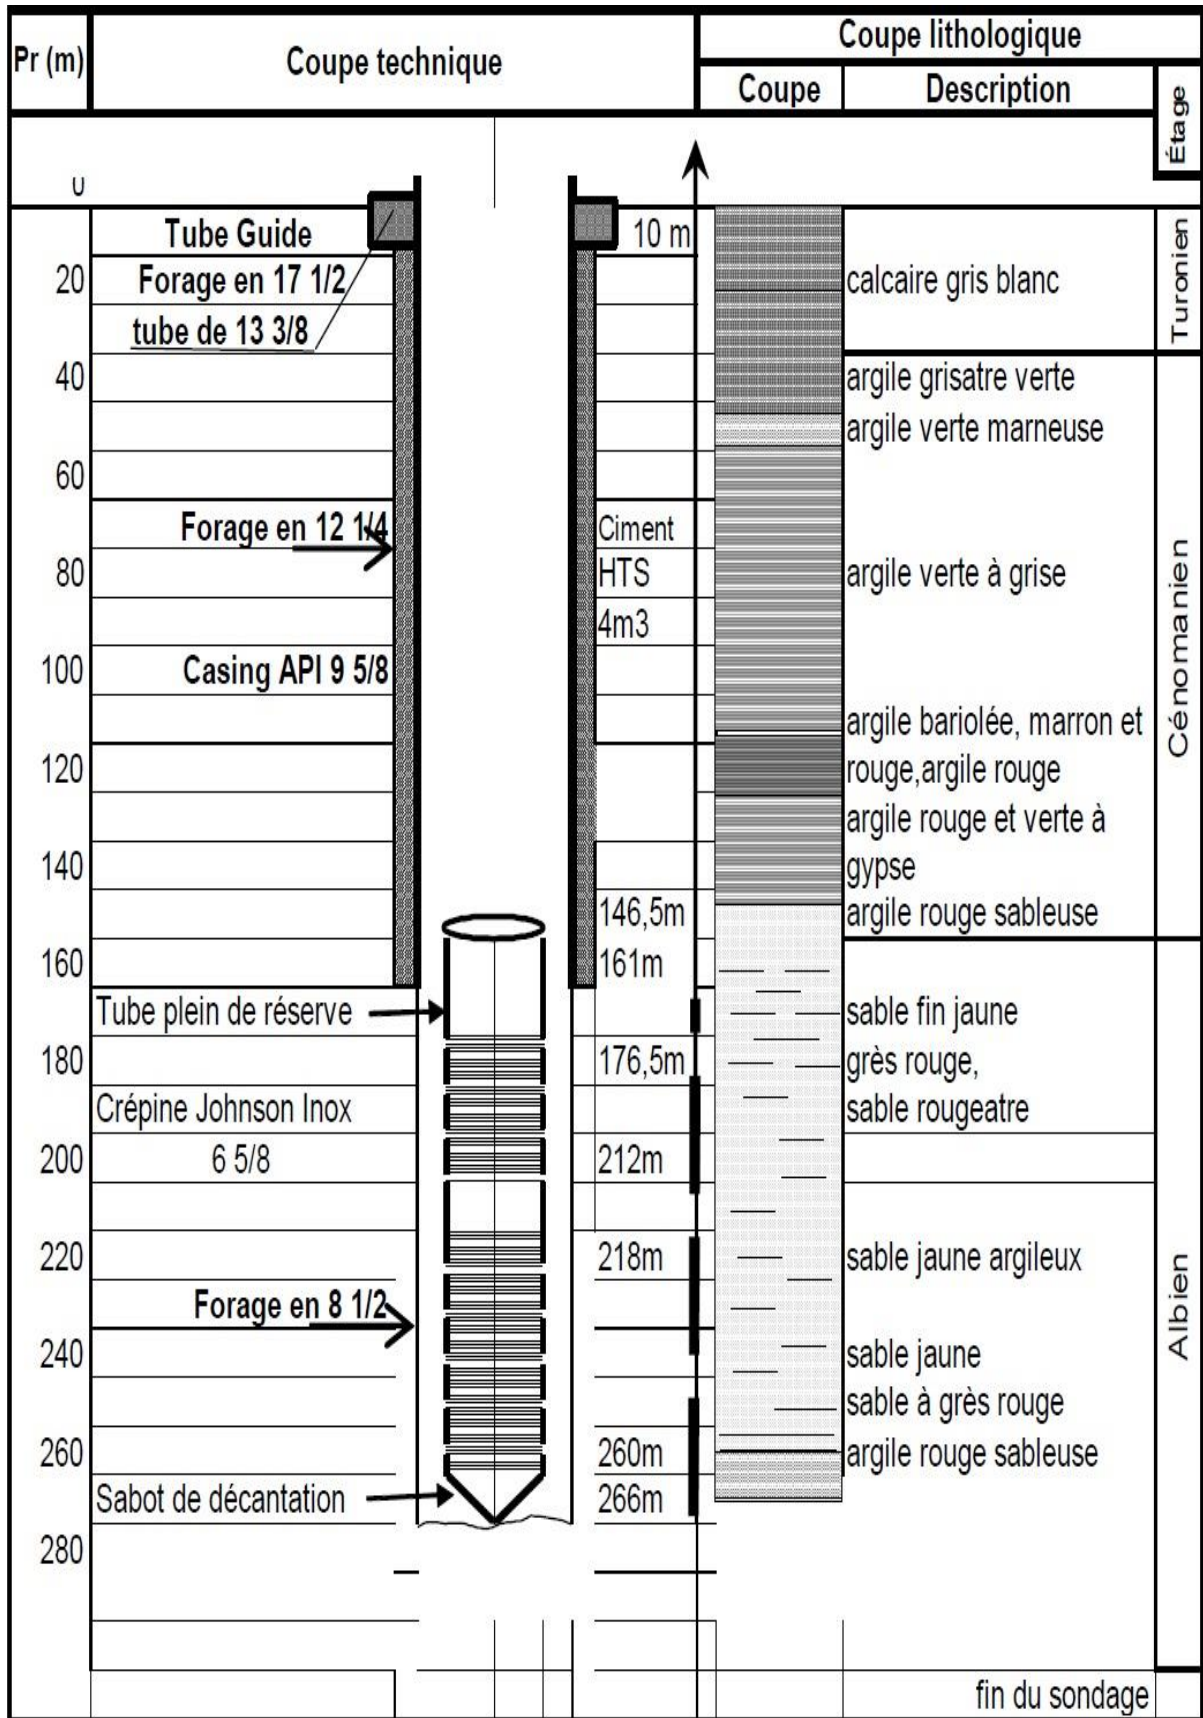 Pr (m)
Coupe technique
Coupe lithologique
Coupe
Description
Étage
0
Tube Guide
10 m
20
Forage en 17 1/2
calcaire gris blanc
Turonien
tube de 13 3/8
40
argile grisatre verte
argile verte marneuse
60
Forage en 12 1/4
Ciment
80
HTS
argile verte à grise
Cénomanien
4m3
100
Casing API 9 5/8
argile bariolée, marron et
120
rouge,argile rouge
argile rouge et verte à
140
gypse
146,5m
argile rouge sableuse
160
161m
Tube plein de réserve
sable fin jaune
180
176,5m
grès rouge,
Crépine Johnson Inox
sable rougeatre
200
6 5/8
212m
220
218m
sable jaune argileux
Albien
Forage en 8 1/2
240
sable jaune
sable à grès rouge
260
260m
argile rouge sableuse
Sabot de décantation
266m
280
fin du sondage